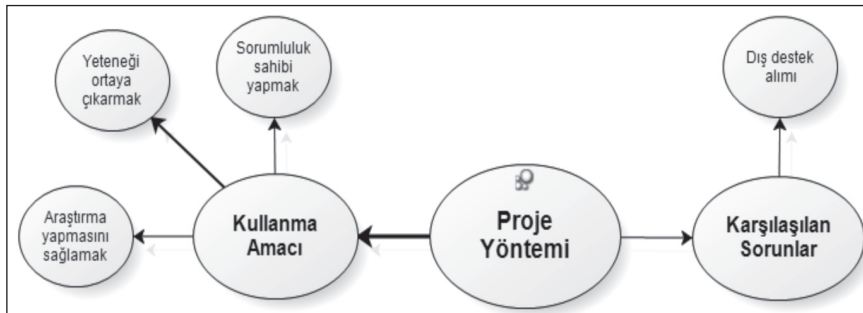 Yeteneği
ortaya
çıkarmak
Sorumluluk
sahibi
yapmak
Dış destek
alımı
Araştırma
yapmasını
sağlamak
Kullanma
Amacı
Proje
Yöntemi
Karşılaşılan
Sorunlar